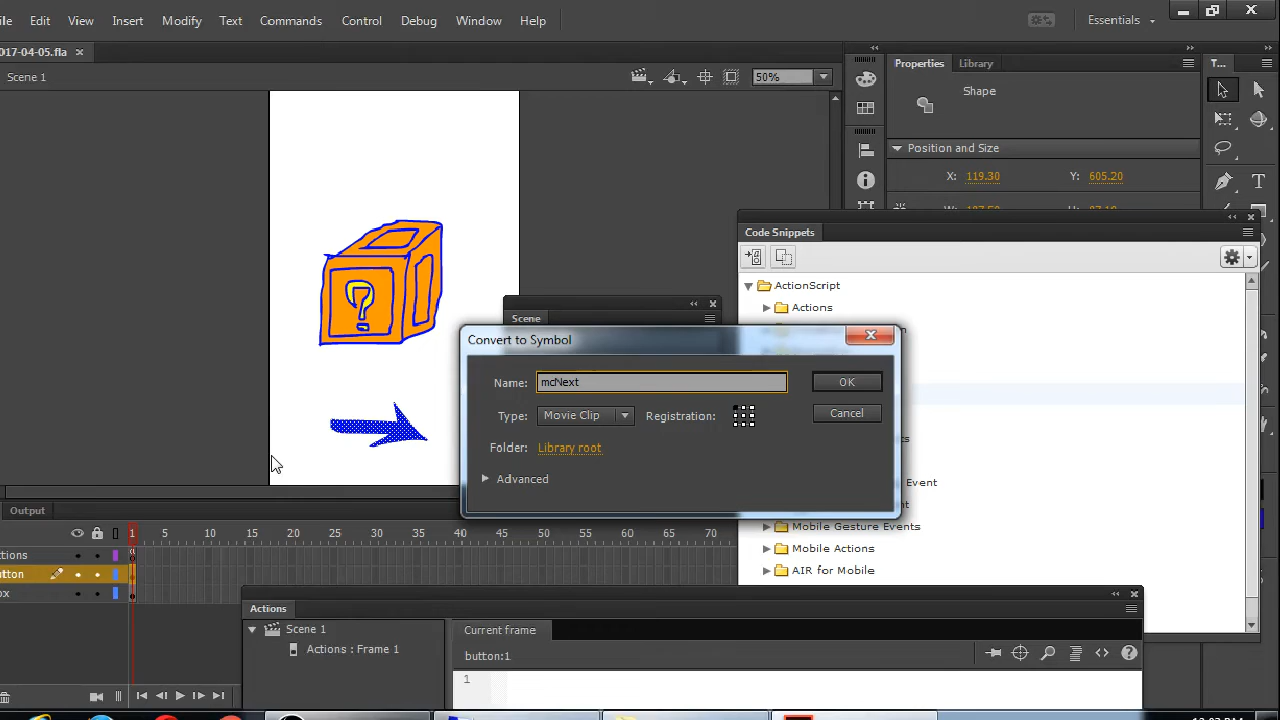 Edit View Insert Modify Text Commands Control Debug Window Help
Essentials
017-04-05.fla
Scene 1
50%
Properties Library
T...
Shape
Position and Size
X: 119.30 Y: 605.20
Code Snippets
ActionScript
Actions
Scene
Convert to Symbol
Name: mcNext
OK
Type: Movie Clip
Registration:
Cancel
Folder: Library root
Advanced
Event
Mobile Gesture Events
Mobile Actions
AIR for Mobile
?
Output
1 5 10 15 20 25 30 35 40 45 50 55 60 65 70
Actions
Scene 1
Actions : Frame 1
Current frame
button:1
1